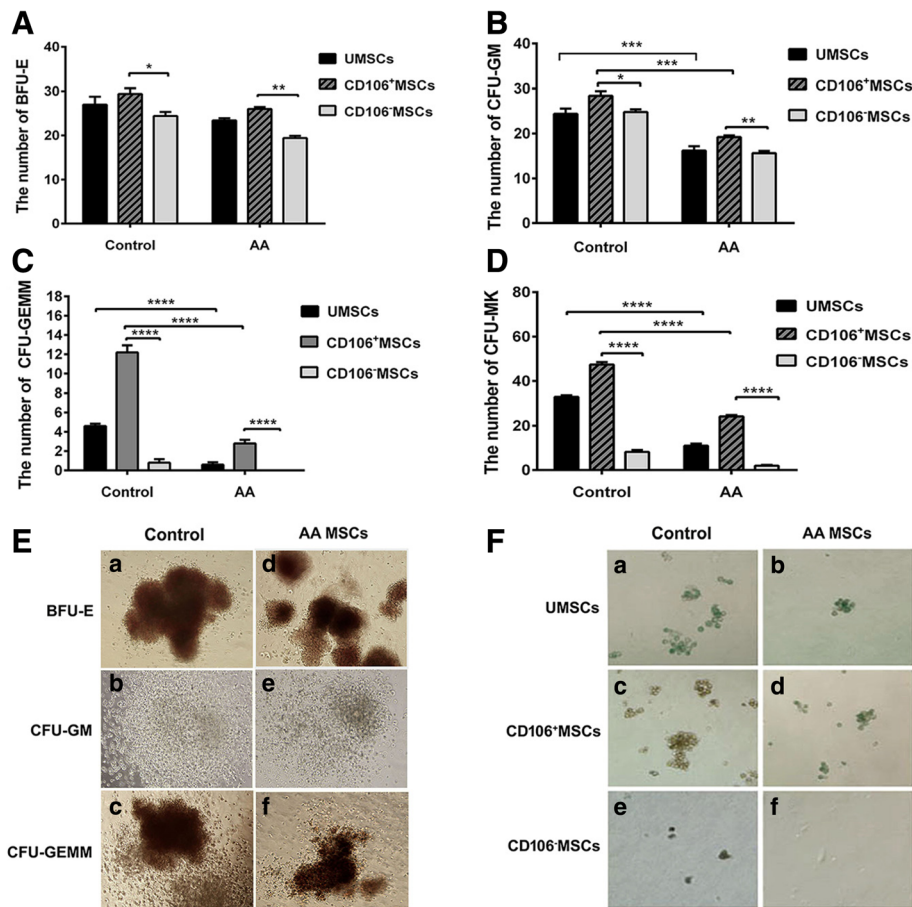 A
The number of BFU-E
40
30
20
10
0
*
**
Control
AA
UMSCs
CD106⁺MSCs
CD106⁻MSCs
B
The number of CFU-GM
40
30
20
10
0
***
***
*
**
Control
AA
UMSCs
CD106⁺MSCs
CD106⁻MSCs
C
The number of CFU-GEMM
18
16
14
12
10
8
6
4
2
0
****
****
****
****
Control
AA
UMSCs
CD106⁺MSCs
CD106⁻MSCs
D
The number of CFU-MK
80
60
40
20
0
****
****
****
****
Control
AA
UMSCs
CD106⁺MSCs
CD106⁻MSCs
E
Control AA MSCs
BFU-E
a d
CFU-GM
b e
CFU-GEMM
c f
F
Control AA MSCs
UMSCs
a b
CD106⁺MSCs
c d
CD106⁻MSCs
e f